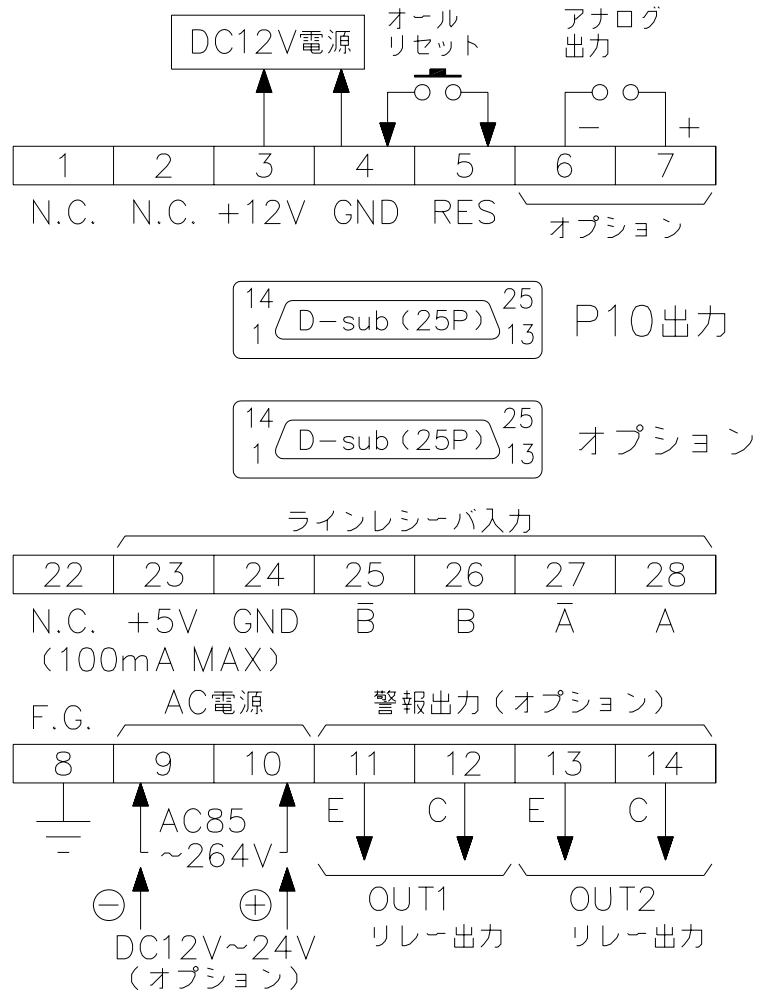 DC12V電源
オール
リセット
アナログ
出力
− +
1 2 3 4 5 6 7
N.C. N.C. +12V GND RES
オプション
14 25
D−sub(25P)
1 13
P10出力
14 25
D−sub(25P)
1 13
オプション
ラインレシーバ入力
22 23 24 25 26 27 28
N.C. +5V GND B̅ B A̅ A
(100mA MAX)
F.G.
AC電源
警報出力(オプション)
8 9 10 11 12 13 14
E C E C
AC85
~264V
− +
DC12V~24V
(オプション)
OUT1
リレー出力
OUT2
リレー出力